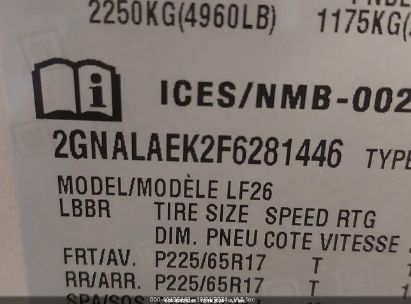 2250KG(4960LB)
1175KG(
ICES/NMB-002
2GNALAEK2F6281446 TYPE
MODEL/MODÈLE LF26
LBBR TIRE SIZE SPEED RTG
DIM. PNEU COTE VITESSE
FRT/AV. P225/65R17 T
RR/ARR. P225/65R17 T